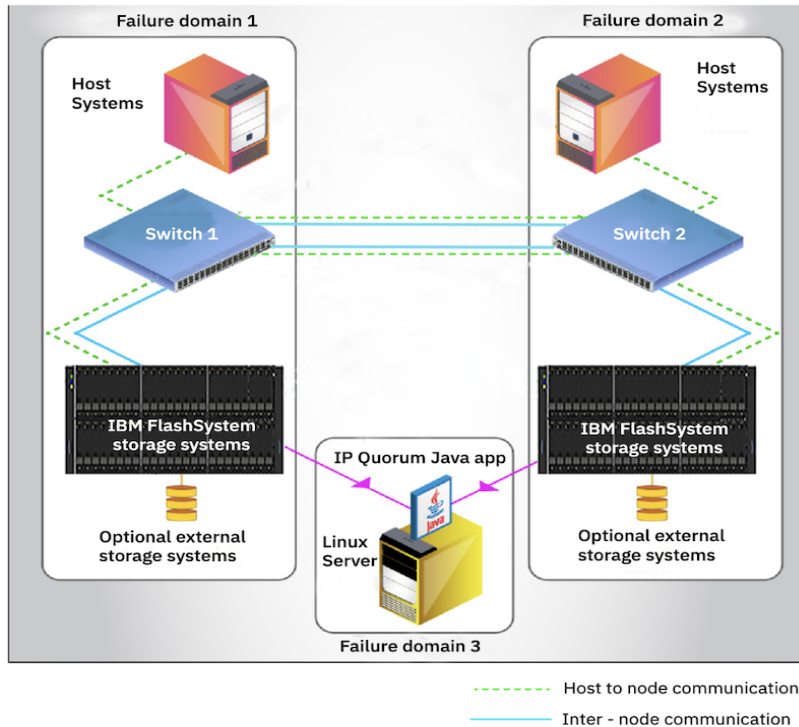 Failure domain 1
Failure domain 2
Host
Systems
Host
Systems
Switch 1
Switch 2
IBM FlashSystem
storage systems
IBM FlashSystem
storage systems
IP Quorum Java app
Java
Linux
Server
Optional external
storage systems
Optional external
storage systems
Failure domain 3
Host to node communication
Inter - node communication